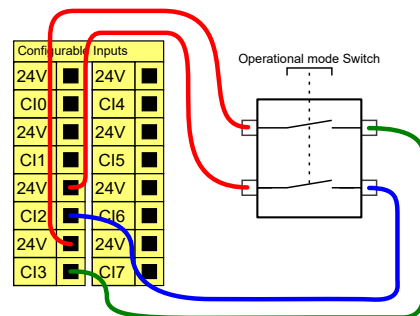 Configurable Inputs
Operational mode Switch
24V 24V
CI0 CI4
24V 24V
CI1 CI5
24V 24V
CI2 CI6
24V 24V
CI3 CI7